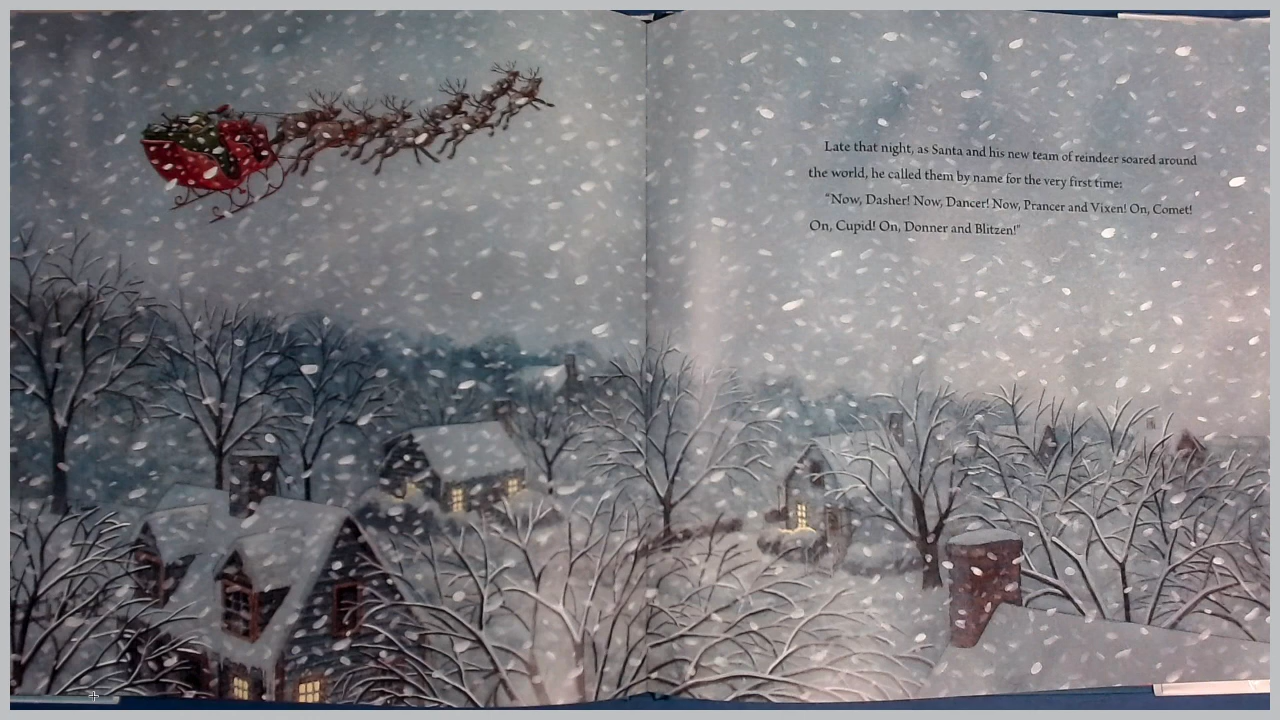 Late that night, as Santa and his new team of reindeer soared around
the world, he called them by name for the very first time:
“Now, Dasher! Now, Dancer! Now, Prancer and Vixen! On, Comet!
On, Cupid! On, Donner and Blitzen!”